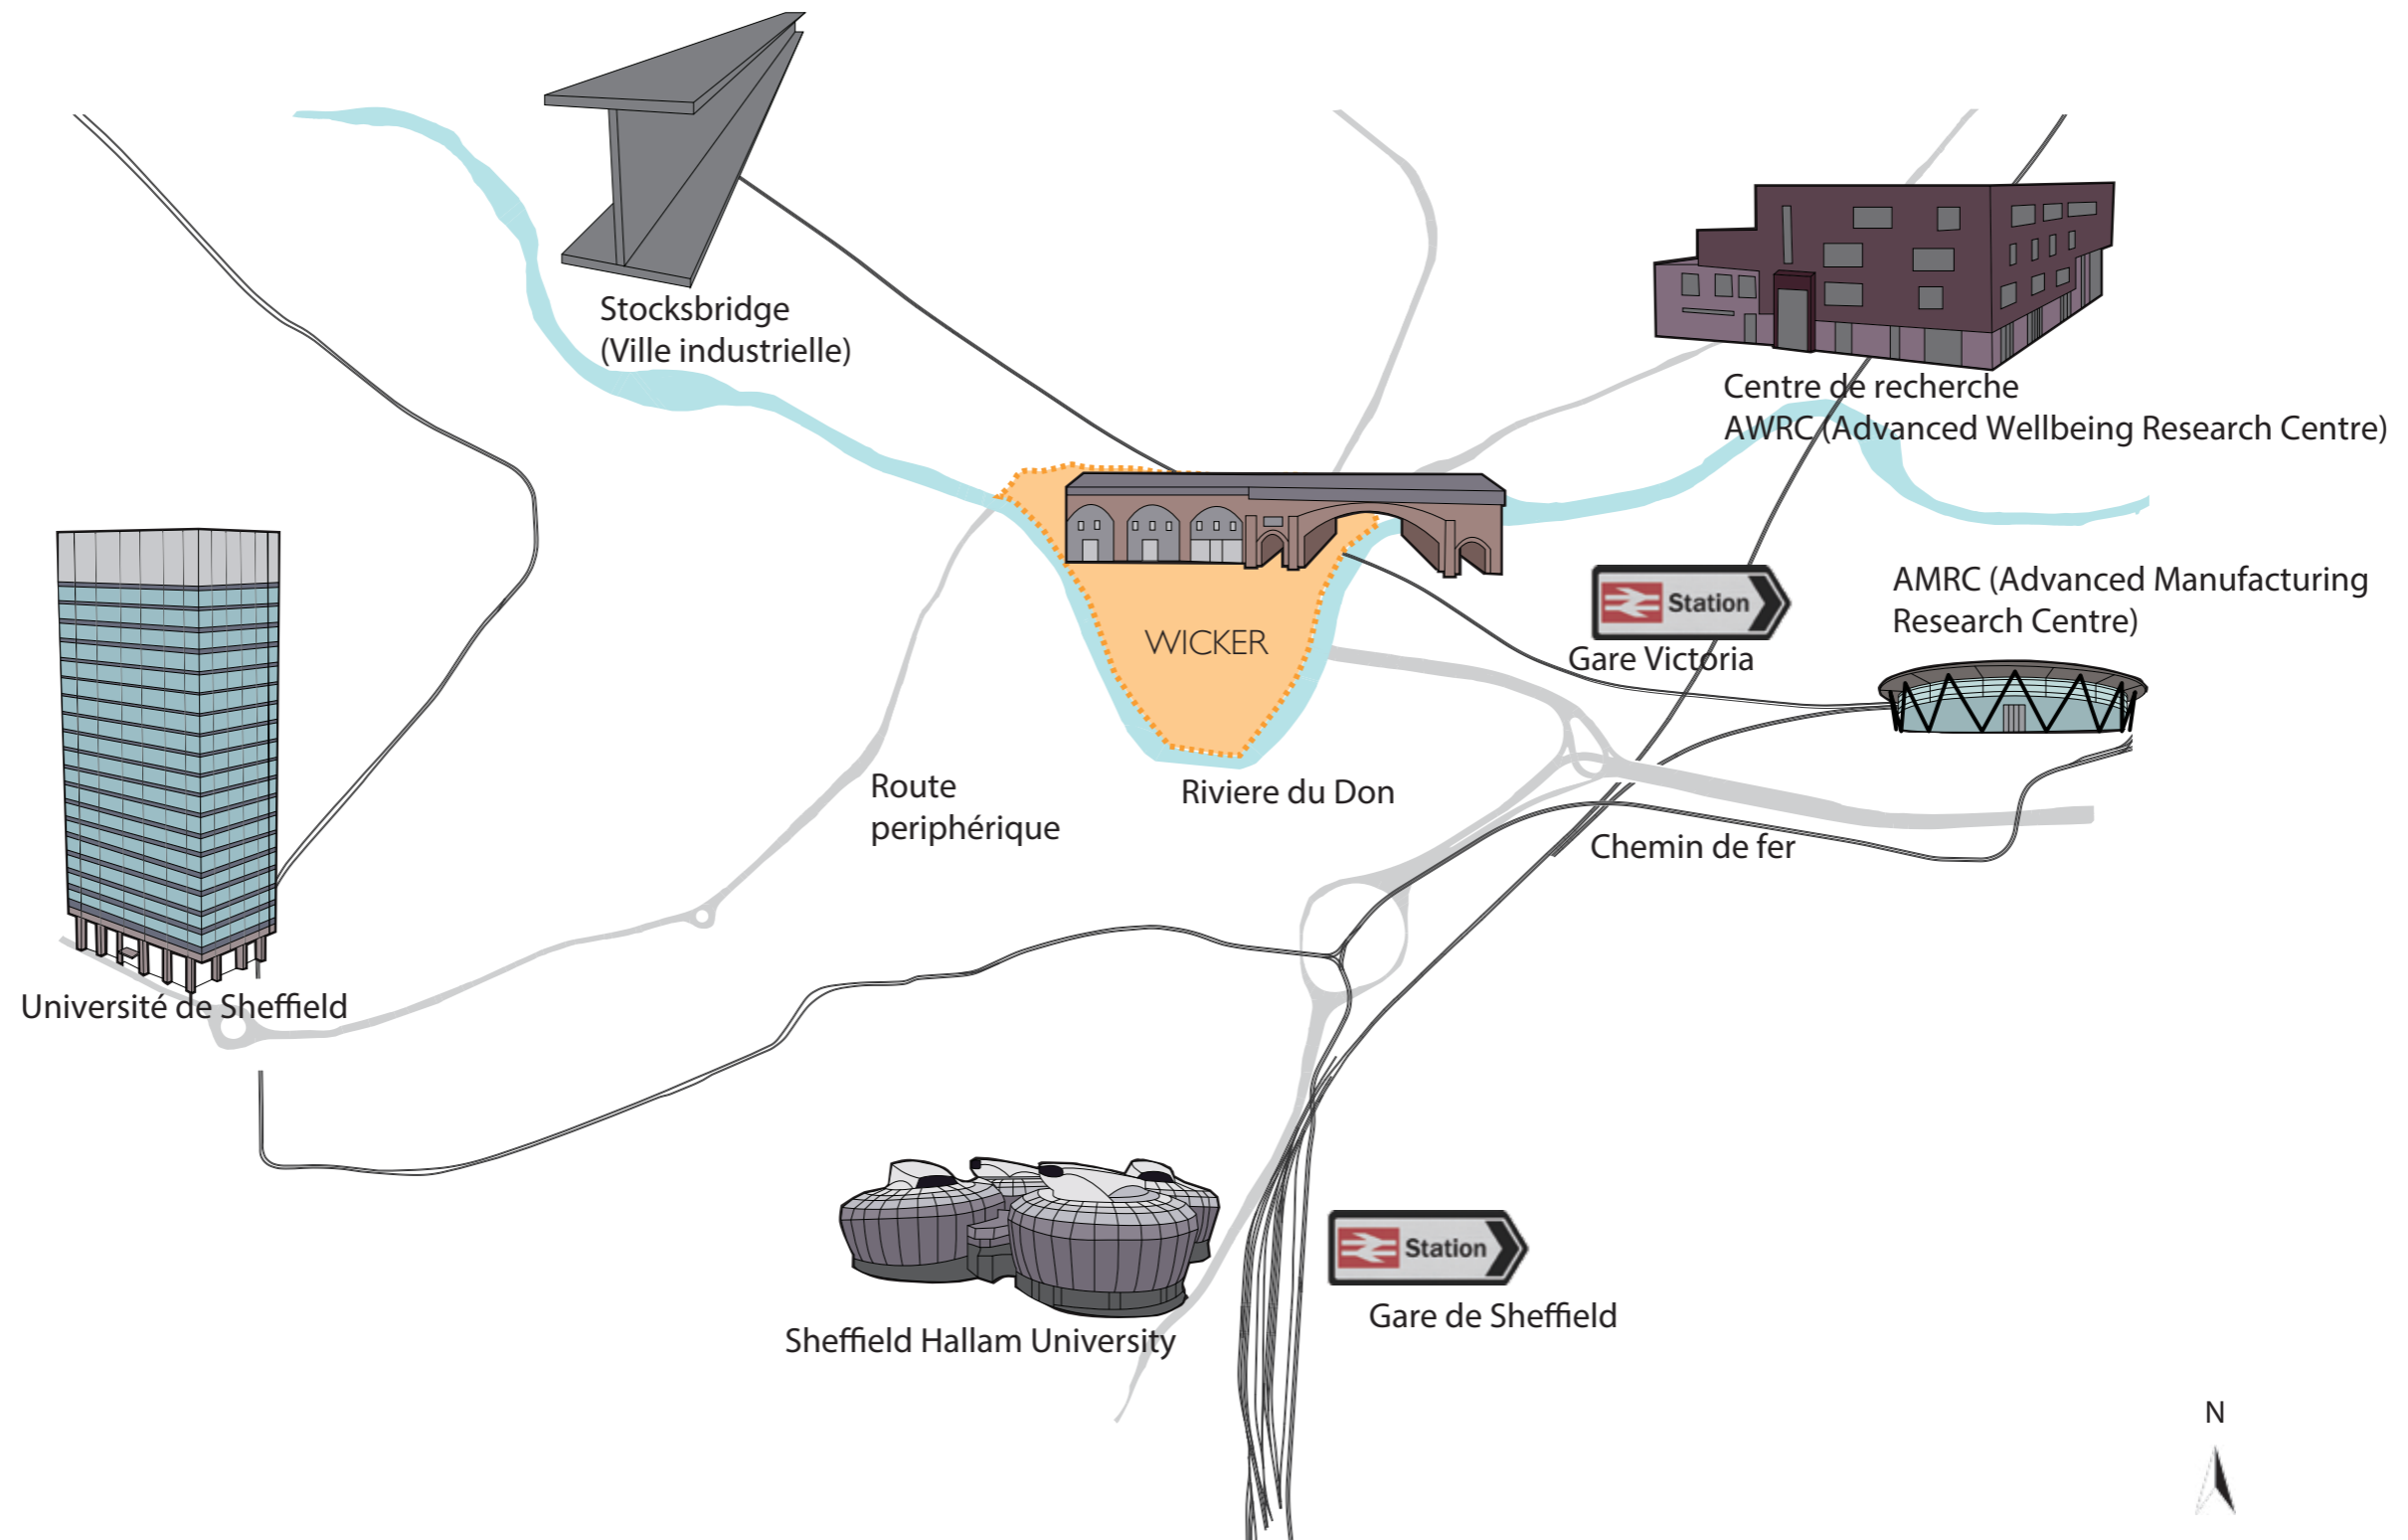 Stocksbridge
(Ville industrielle)
Centre de recherche
AWRC (Advanced Wellbeing Research Centre)
Station
Gare Victoria
AMRC (Advanced Manufacturing
Research Centre)
WICKER
Route
periphérique
Riviere du Don
Chemin de fer
Université de Sheffield
Station
Gare de Sheffield
Sheffield Hallam University
N